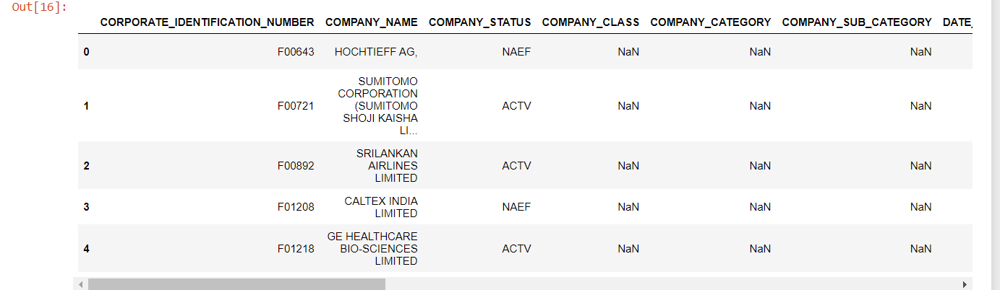 Out[16]:
CORPORATE_IDENTIFICATION_NUMBER COMPANY_NAME COMPANY_STATUS COMPANY_CLASS COMPANY_CATEGORY COMPANY_SUB_CATEGORY DATE_
0 F00643 HOCHTIEFF AG, NAEF NaN NaN NaN
SUMITOMO
CORPORATION
1 F00721 (SUMITOMO ACTV NaN NaN NaN
SHOJI KAISHA
LI...
SRILANKAN
2 F00892 AIRLINES ACTV NaN NaN NaN
LIMITED
CALTEX INDIA
3 F01208 LIMITED NAEF NaN NaN NaN
GE HEALTHCARE
4 F01218 BIO-SCIENCES ACTV NaN NaN NaN
LIMITED